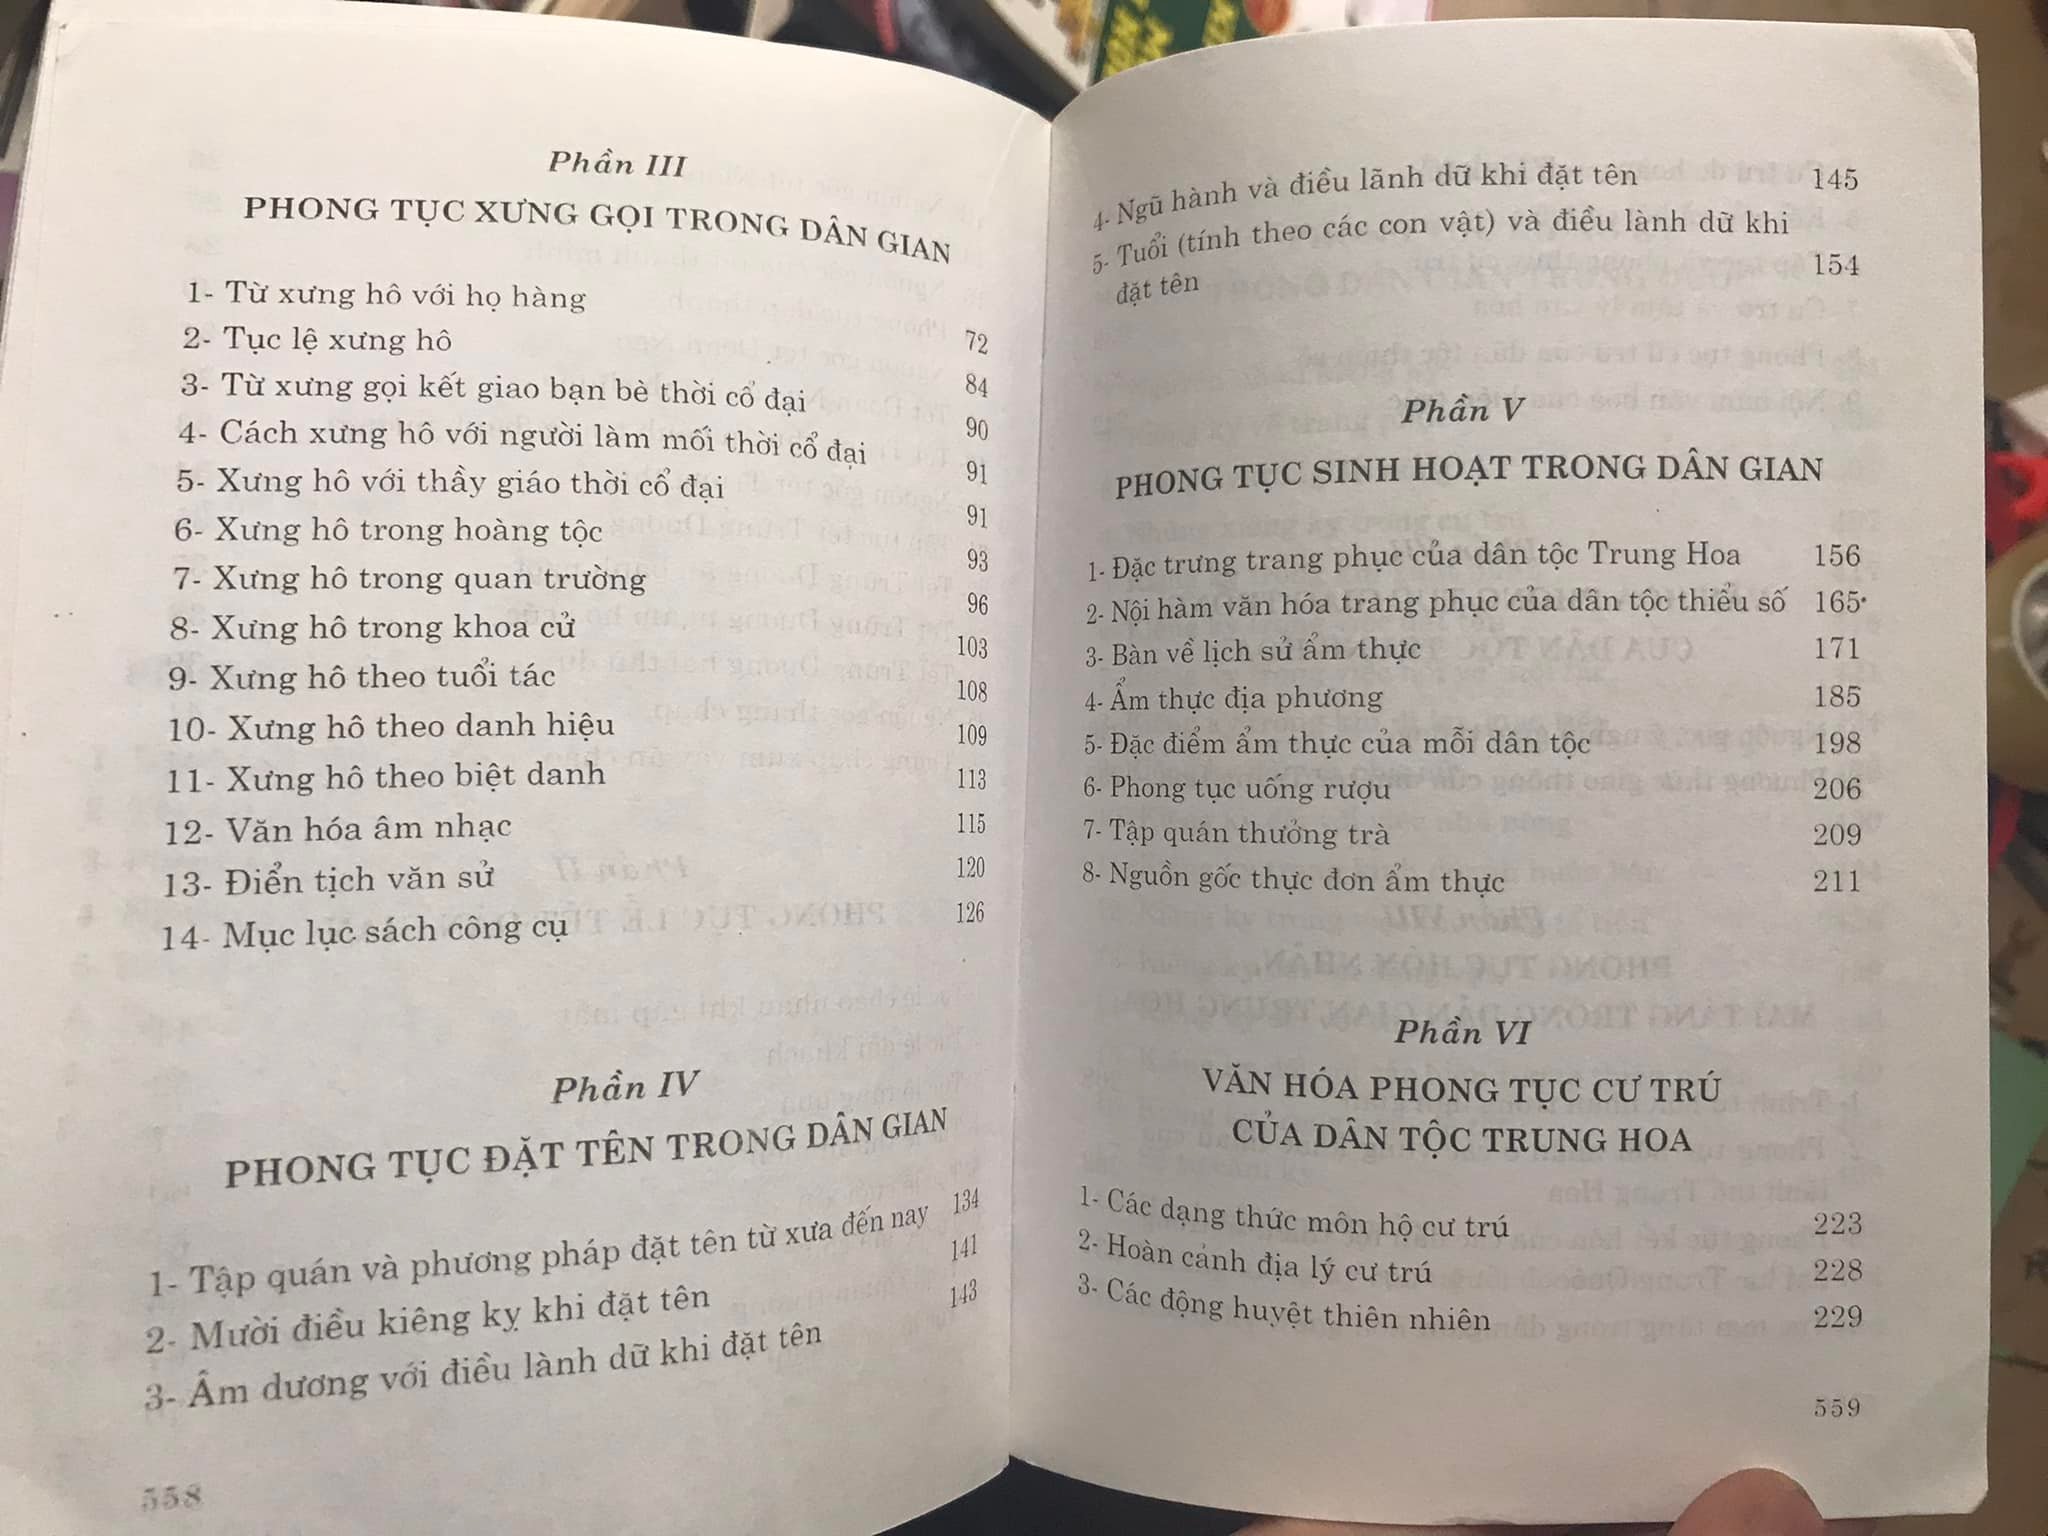 Phần III
PHONG TỤC XƯNG GỌI TRONG DÂN GIAN
1- Từ xưng hô với họ hàng 72
2- Tục lệ xưng hô 84
3- Từ xưng gọi kết giao bạn bè thời cổ đại 90
4- Cách xưng hô với người làm mối thời cổ đại 91
5- Xưng hô với thầy giáo thời cổ đại 91
6- Xưng hô trong hoàng tộc 93
7- Xưng hô trong quan trường 96
8- Xưng hô trong khoa cử 103
9- Xưng hô theo tuổi tác 108
10- Xưng hô theo danh hiệu 109
11- Xưng hô theo biệt danh 113
12- Văn hóa âm nhạc 115
13- Điển tịch văn sử 120
14- Mục lục sách công cụ 126
Phần IV
PHONG TỤC ĐẶT TÊN TRONG DÂN GIAN
1- Tập quán và phương pháp đặt tên từ xưa đến nay 134
2- Mười điều kiêng kỵ khi đặt tên 141
3- Âm dương với điều lành dữ khi đặt tên 143
558
4- Ngũ hành và điều lãnh dữ khi đặt tên 145
5- Tuổi (tính theo các con vật) và điều lành dữ khi
đặt tên 154
Phần V
PHONG TỤC SINH HOẠT TRONG DÂN GIAN
1- Đặc trưng trang phục của dân tộc Trung Hoa 156
2- Nội hàm văn hóa trang phục của dân tộc thiểu số 165
3- Bàn về lịch sử ẩm thực 171
4- Ẩm thực địa phương 185
5- Đặc điểm ẩm thực của mỗi dân tộc 198
6- Phong tục uống rượu 206
7- Tập quán thưởng trà 209
8- Nguồn gốc thực đơn ẩm thực 211
Phần VI
VĂN HÓA PHONG TỤC CƯ TRÚ
CỦA DÂN TỘC TRUNG HOA
1- Các dạng thức môn hộ cư trú 223
2- Hoàn cảnh địa lý cư trú 228
3- Các động huyệt thiên nhiên 229
559